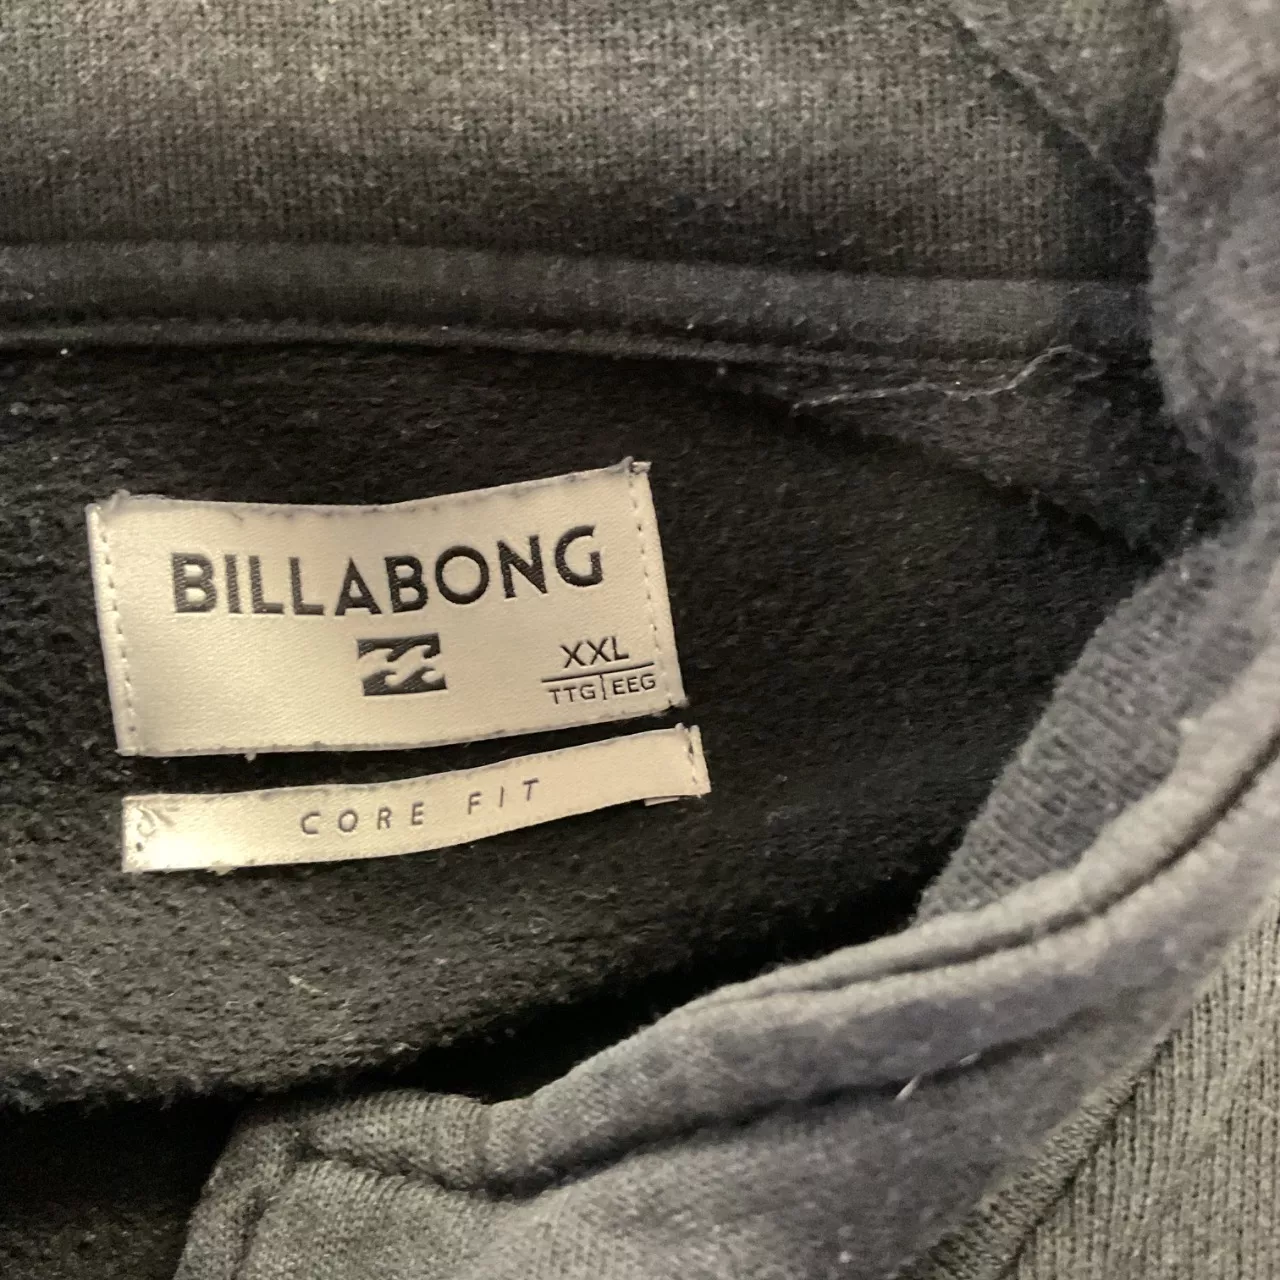 BILLABONG
XXL
TTG|EEG
CORE FIT